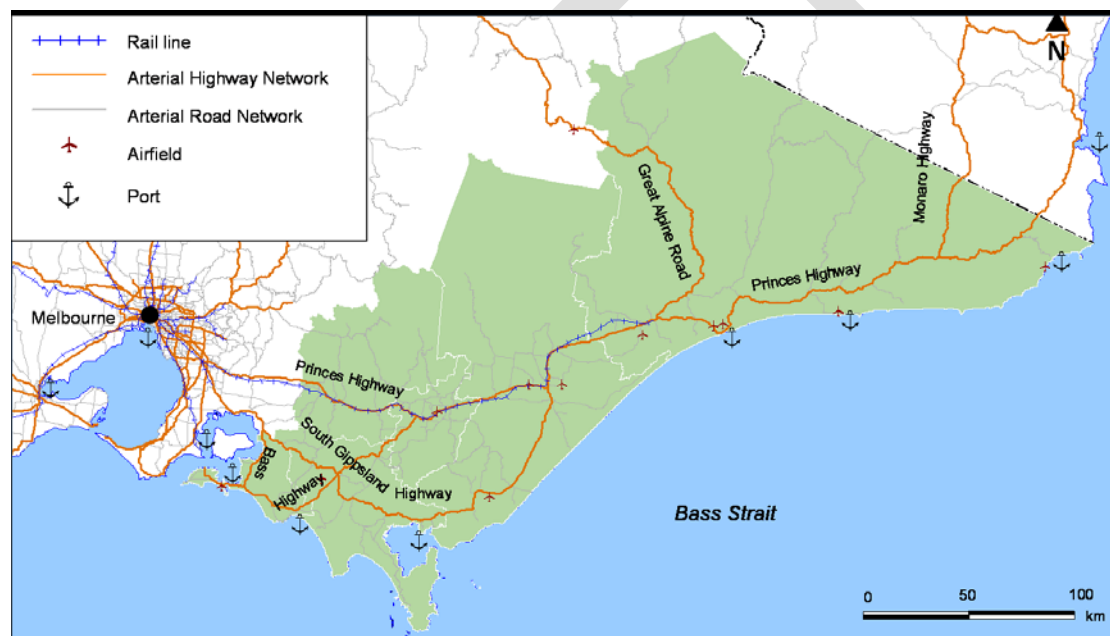 Rail line
Arterial Highway Network
Arterial Road Network
Airfield
Port
N
Monaro Highway
Great Alpine Road
Princes Highway
Melbourne
Princes Highway
South Gippsland
Highway
Bass
Highway
Bass Strait
0 50 100
km